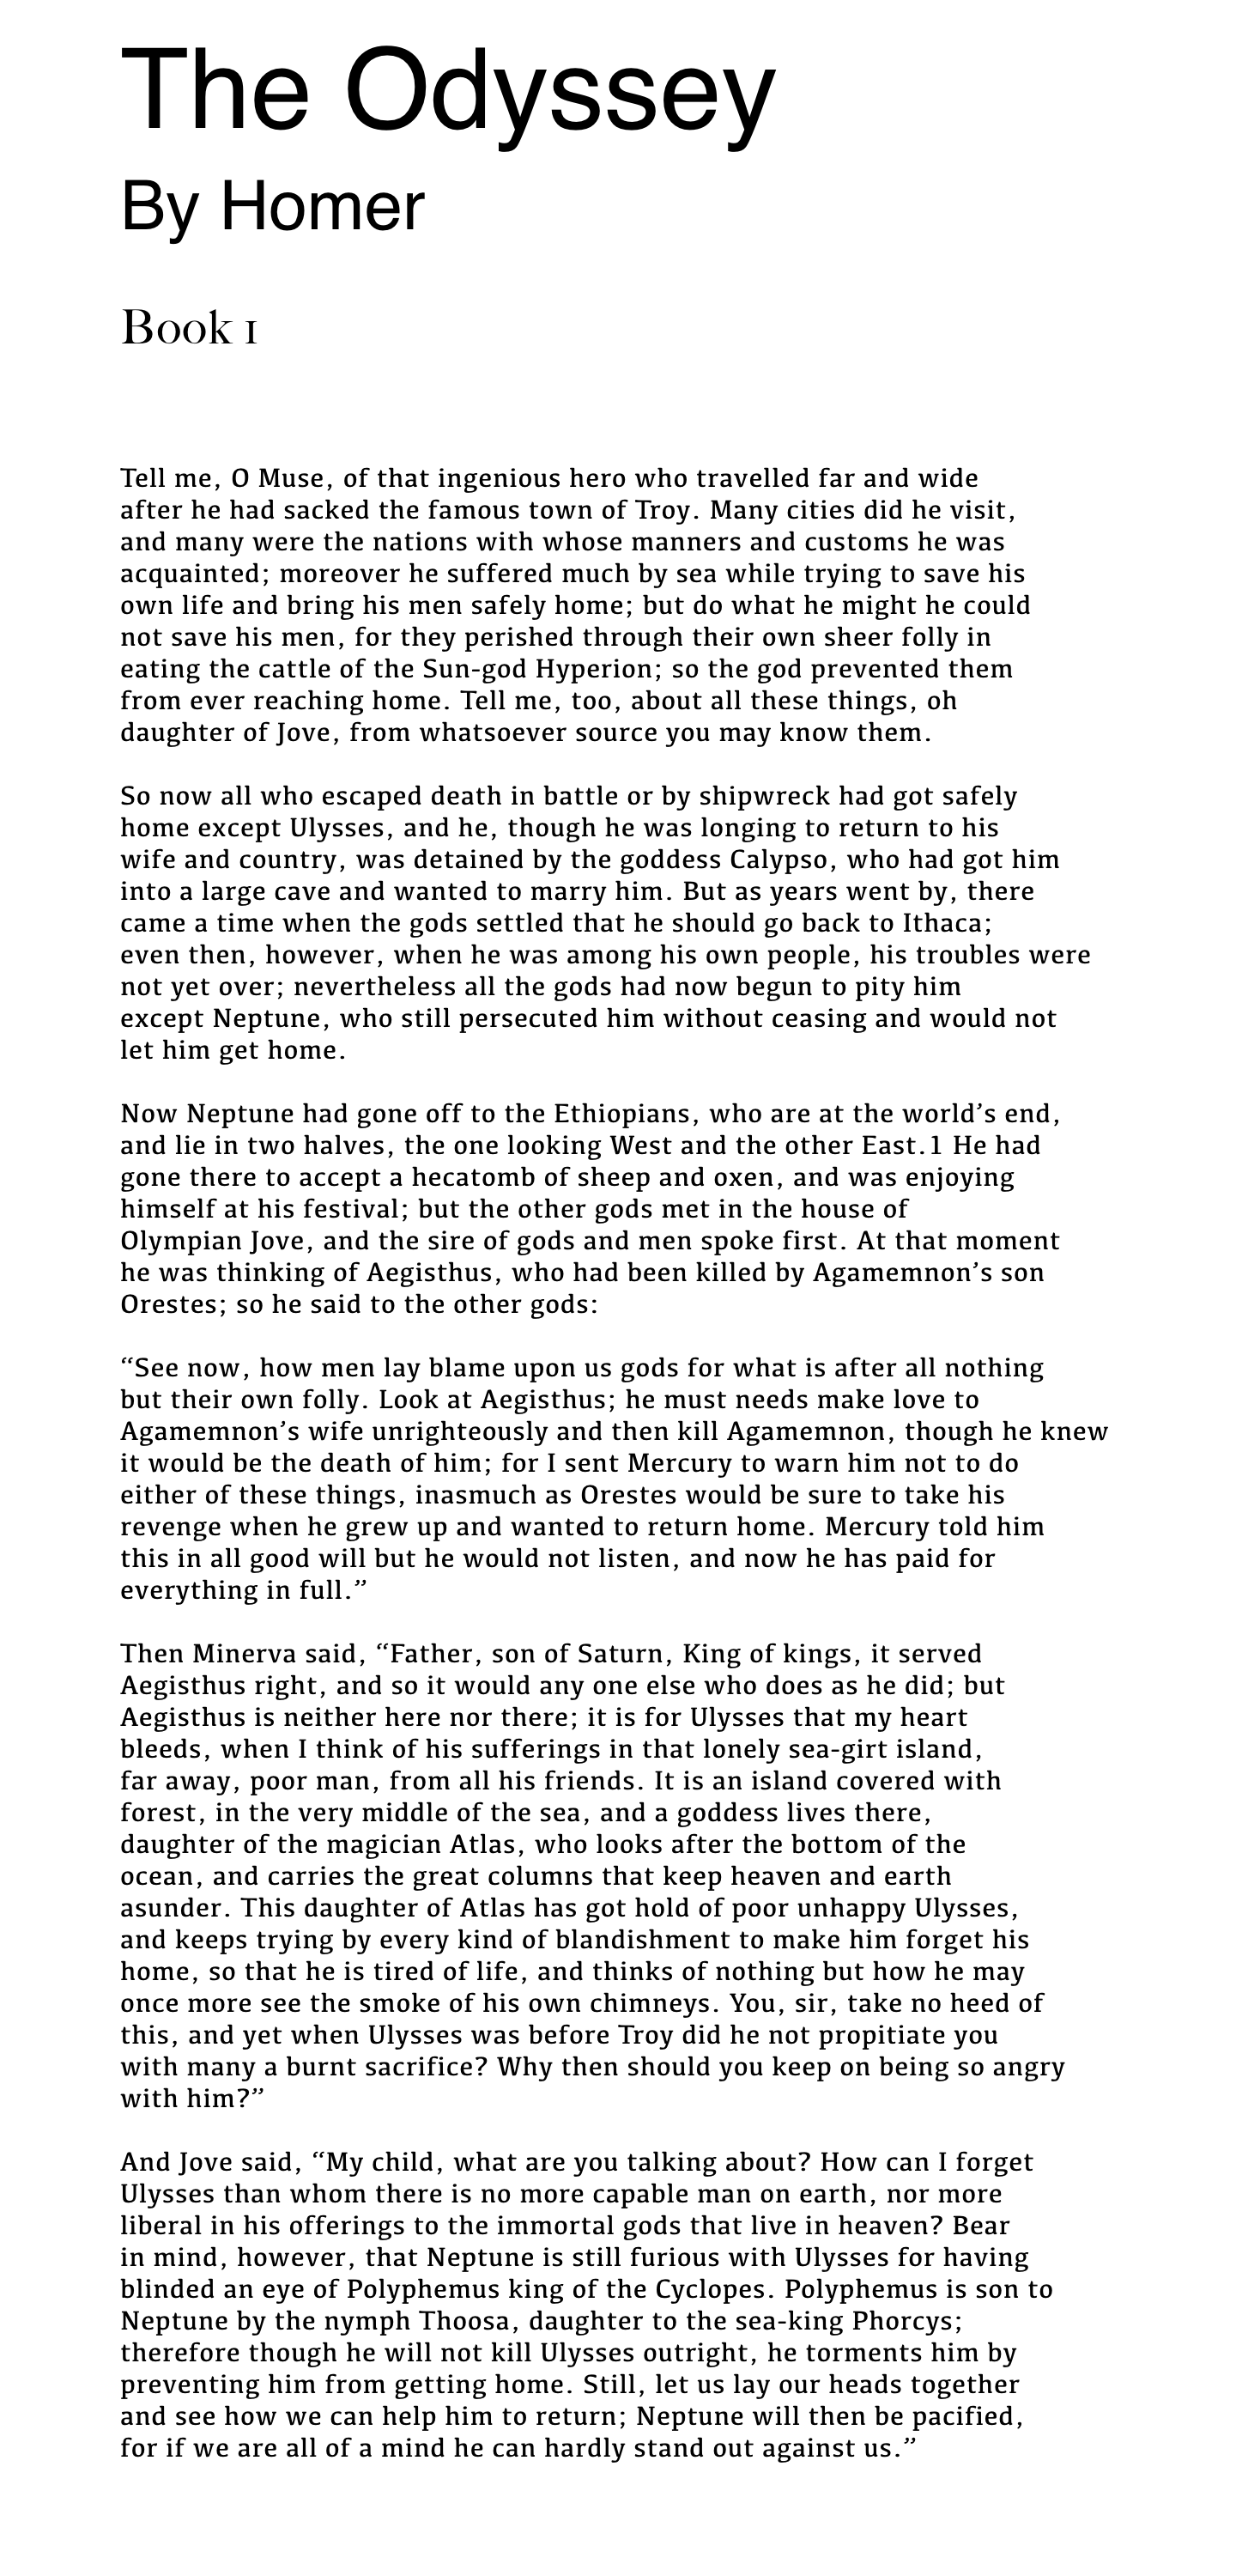 The Odyssey
By Homer
Book 1
Tell me, O Muse, of that ingenious hero who travelled far and wide
after he had sacked the famous town of Troy. Many cities did he visit,
and many were the nations with whose manners and customs he was
acquainted; moreover he suffered much by sea while trying to save his
own life and bring his men safely home; but do what he might he could
not save his men, for they perished through their own sheer folly in
eating the cattle of the Sun-god Hyperion; so the god prevented them
from ever reaching home. Tell me, too, about all these things, oh
daughter of Jove, from whatsoever source you may know them.
So now all who escaped death in battle or by shipwreck had got safely
home except Ulysses, and he, though he was longing to return to his
wife and country, was detained by the goddess Calypso, who had got him
into a large cave and wanted to marry him. But as years went by, there
came a time when the gods settled that he should go back to Ithaca;
even then, however, when he was among his own people, his troubles were
not yet over; nevertheless all the gods had now begun to pity him
except Neptune, who still persecuted him without ceasing and would not
let him get home.
Now Neptune had gone off to the Ethiopians, who are at the world’s end,
and lie in two halves, the one looking West and the other East.1 He had
gone there to accept a hecatomb of sheep and oxen, and was enjoying
himself at his festival; but the other gods met in the house of
Olympian Jove, and the sire of gods and men spoke first. At that moment
he was thinking of Aegisthus, who had been killed by Agamemnon’s son
Orestes; so he said to the other gods:
“See now, how men lay blame upon us gods for what is after all nothing
but their own folly. Look at Aegisthus; he must needs make love to
Agamemnon’s wife unrighteously and then kill Agamemnon, though he knew
it would be the death of him; for I sent Mercury to warn him not to do
either of these things, inasmuch as Orestes would be sure to take his
revenge when he grew up and wanted to return home. Mercury told him
this in all good will but he would not listen, and now he has paid for
everything in full.”
Then Minerva said, “Father, son of Saturn, King of kings, it served
Aegisthus right, and so it would any one else who does as he did; but
Aegisthus is neither here nor there; it is for Ulysses that my heart
bleeds, when I think of his sufferings in that lonely sea-girt island,
far away, poor man, from all his friends. It is an island covered with
forest, in the very middle of the sea, and a goddess lives there,
daughter of the magician Atlas, who looks after the bottom of the
ocean, and carries the great columns that keep heaven and earth
asunder. This daughter of Atlas has got hold of poor unhappy Ulysses,
and keeps trying by every kind of blandishment to make him forget his
home, so that he is tired of life, and thinks of nothing but how he may
once more see the smoke of his own chimneys. You, sir, take no heed of
this, and yet when Ulysses was before Troy did he not propitiate you
with many a burnt sacrifice? Why then should you keep on being so angry
with him?”
And Jove said, “My child, what are you talking about? How can I forget
Ulysses than whom there is no more capable man on earth, nor more
liberal in his offerings to the immortal gods that live in heaven? Bear
in mind, however, that Neptune is still furious with Ulysses for having
blinded an eye of Polyphemus king of the Cyclopes. Polyphemus is son to
Neptune by the nymph Thoosa, daughter to the sea-king Phorcys;
therefore though he will not kill Ulysses outright, he torments him by
preventing him from getting home. Still, let us lay our heads together
and see how we can help him to return; Neptune will then be pacified,
for if we are all of a mind he can hardly stand out against us.”